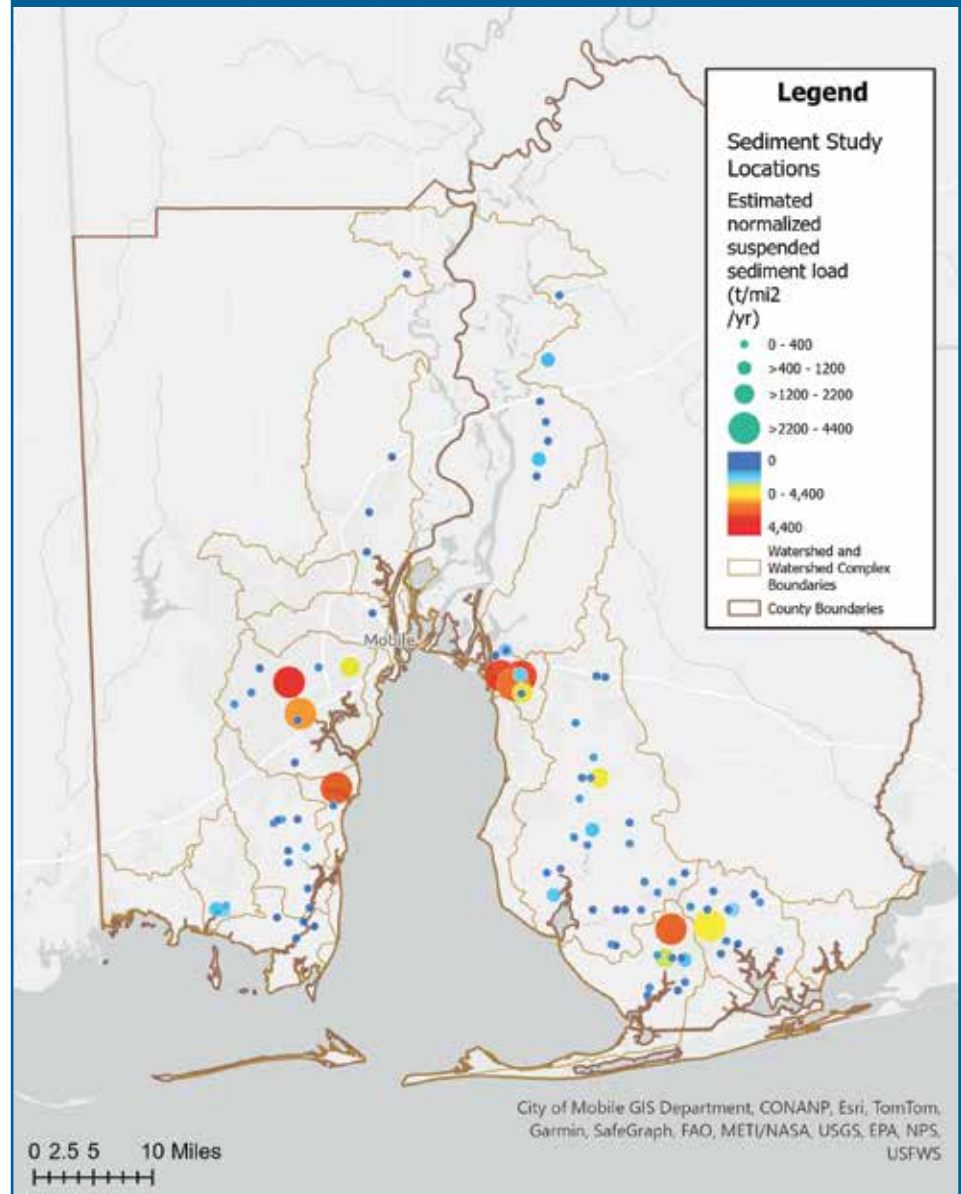 Legend
Sediment Study
Locations
Estimated
normalized
suspended
sediment load
(t/mi2
/yr)
0 - 400
>400 - 1200
>1200 - 2200
>2200 - 4400
0
0 - 4,400
4,400
Watershed and
Watershed Complex
Boundaries
County Boundaries
Mobile
City of Mobile GIS Department, CONANP, Esri, TomTom,
Garmin, SafeGraph, FAO, METI/NASA, USGS, EPA, NPS,
USFWS
0 2.5 5 10 Miles